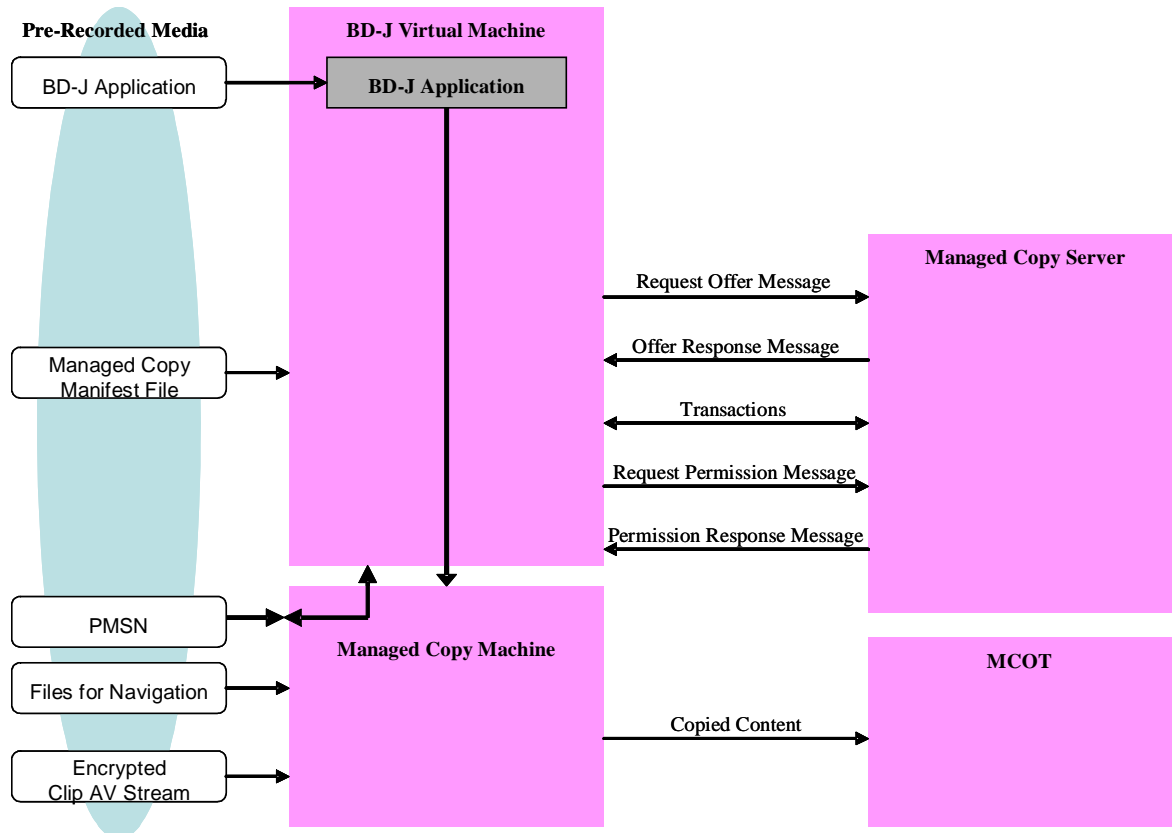 Pre-Recorded Media
BD-J Application
Managed Copy
Manifest File
PMSN
Files for Navigation
Encrypted
Clip AV Stream
BD-J Virtual Machine
BD-J Application
Managed Copy Machine
Request Offer Message
Offer Response Message
Transactions
Request Permission Message
Permission Response Message
Copied Content
Managed Copy Server
MCOT